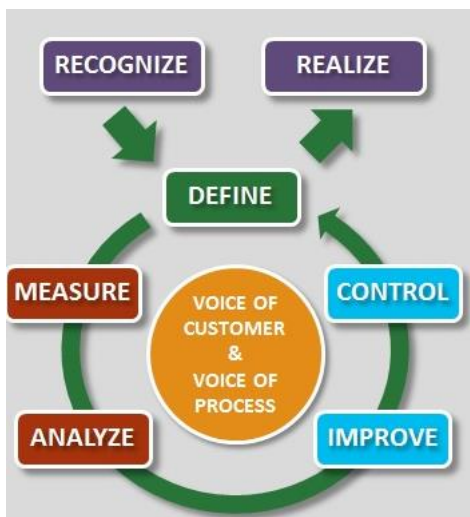 RECOGNIZE
REALIZE
DEFINE
MEASURE
CONTROL
VOICE OF
CUSTOMER
&
VOICE OF
PROCESS
ANALYZE
IMPROVE